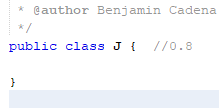 * @author Benjamin Cadena
*/
public class J {  //0.8
}